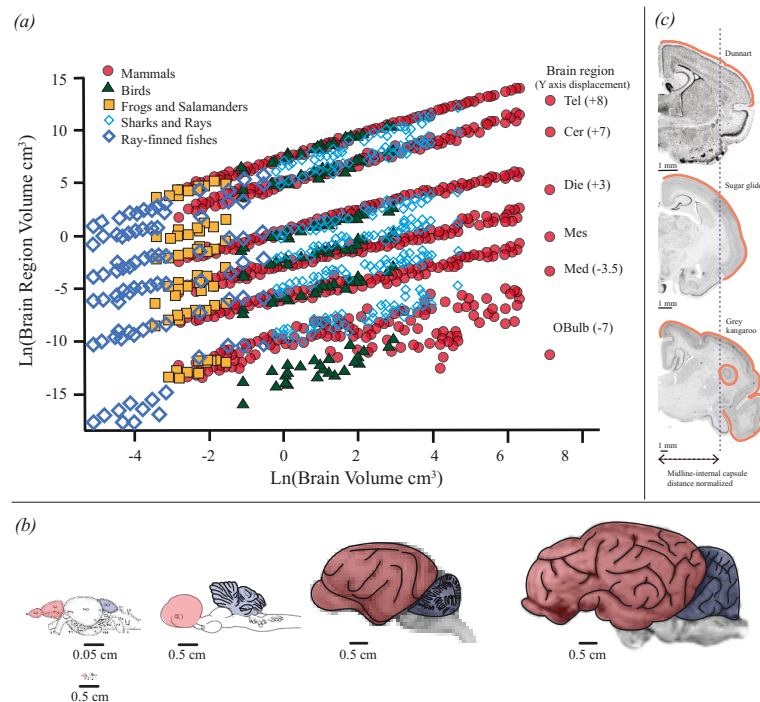 (a)
Mammals
Birds
Frogs and Salamanders
Sharks and Rays
Ray-finned fishes
Brain region
(Y axis displacement)
Tel (+8)
Cer (+7)
Die (+3)
Mes
Med (-3.5)
OBulb (-7)
Ln(Brain Region Volume cm³)
15
10
5
0
-5
-10
-15
-4
-2
0
2
4
6
8
Ln(Brain Volume cm³)
(c)
Dunnart
1 mm
Sugar glide
1 mm
Grey
kangaroo
1 mm
Midline-internal capsule
distance normalized
(b)
0.05 cm
0.5 cm
0.5 cm
0.5 cm
0.5 cm